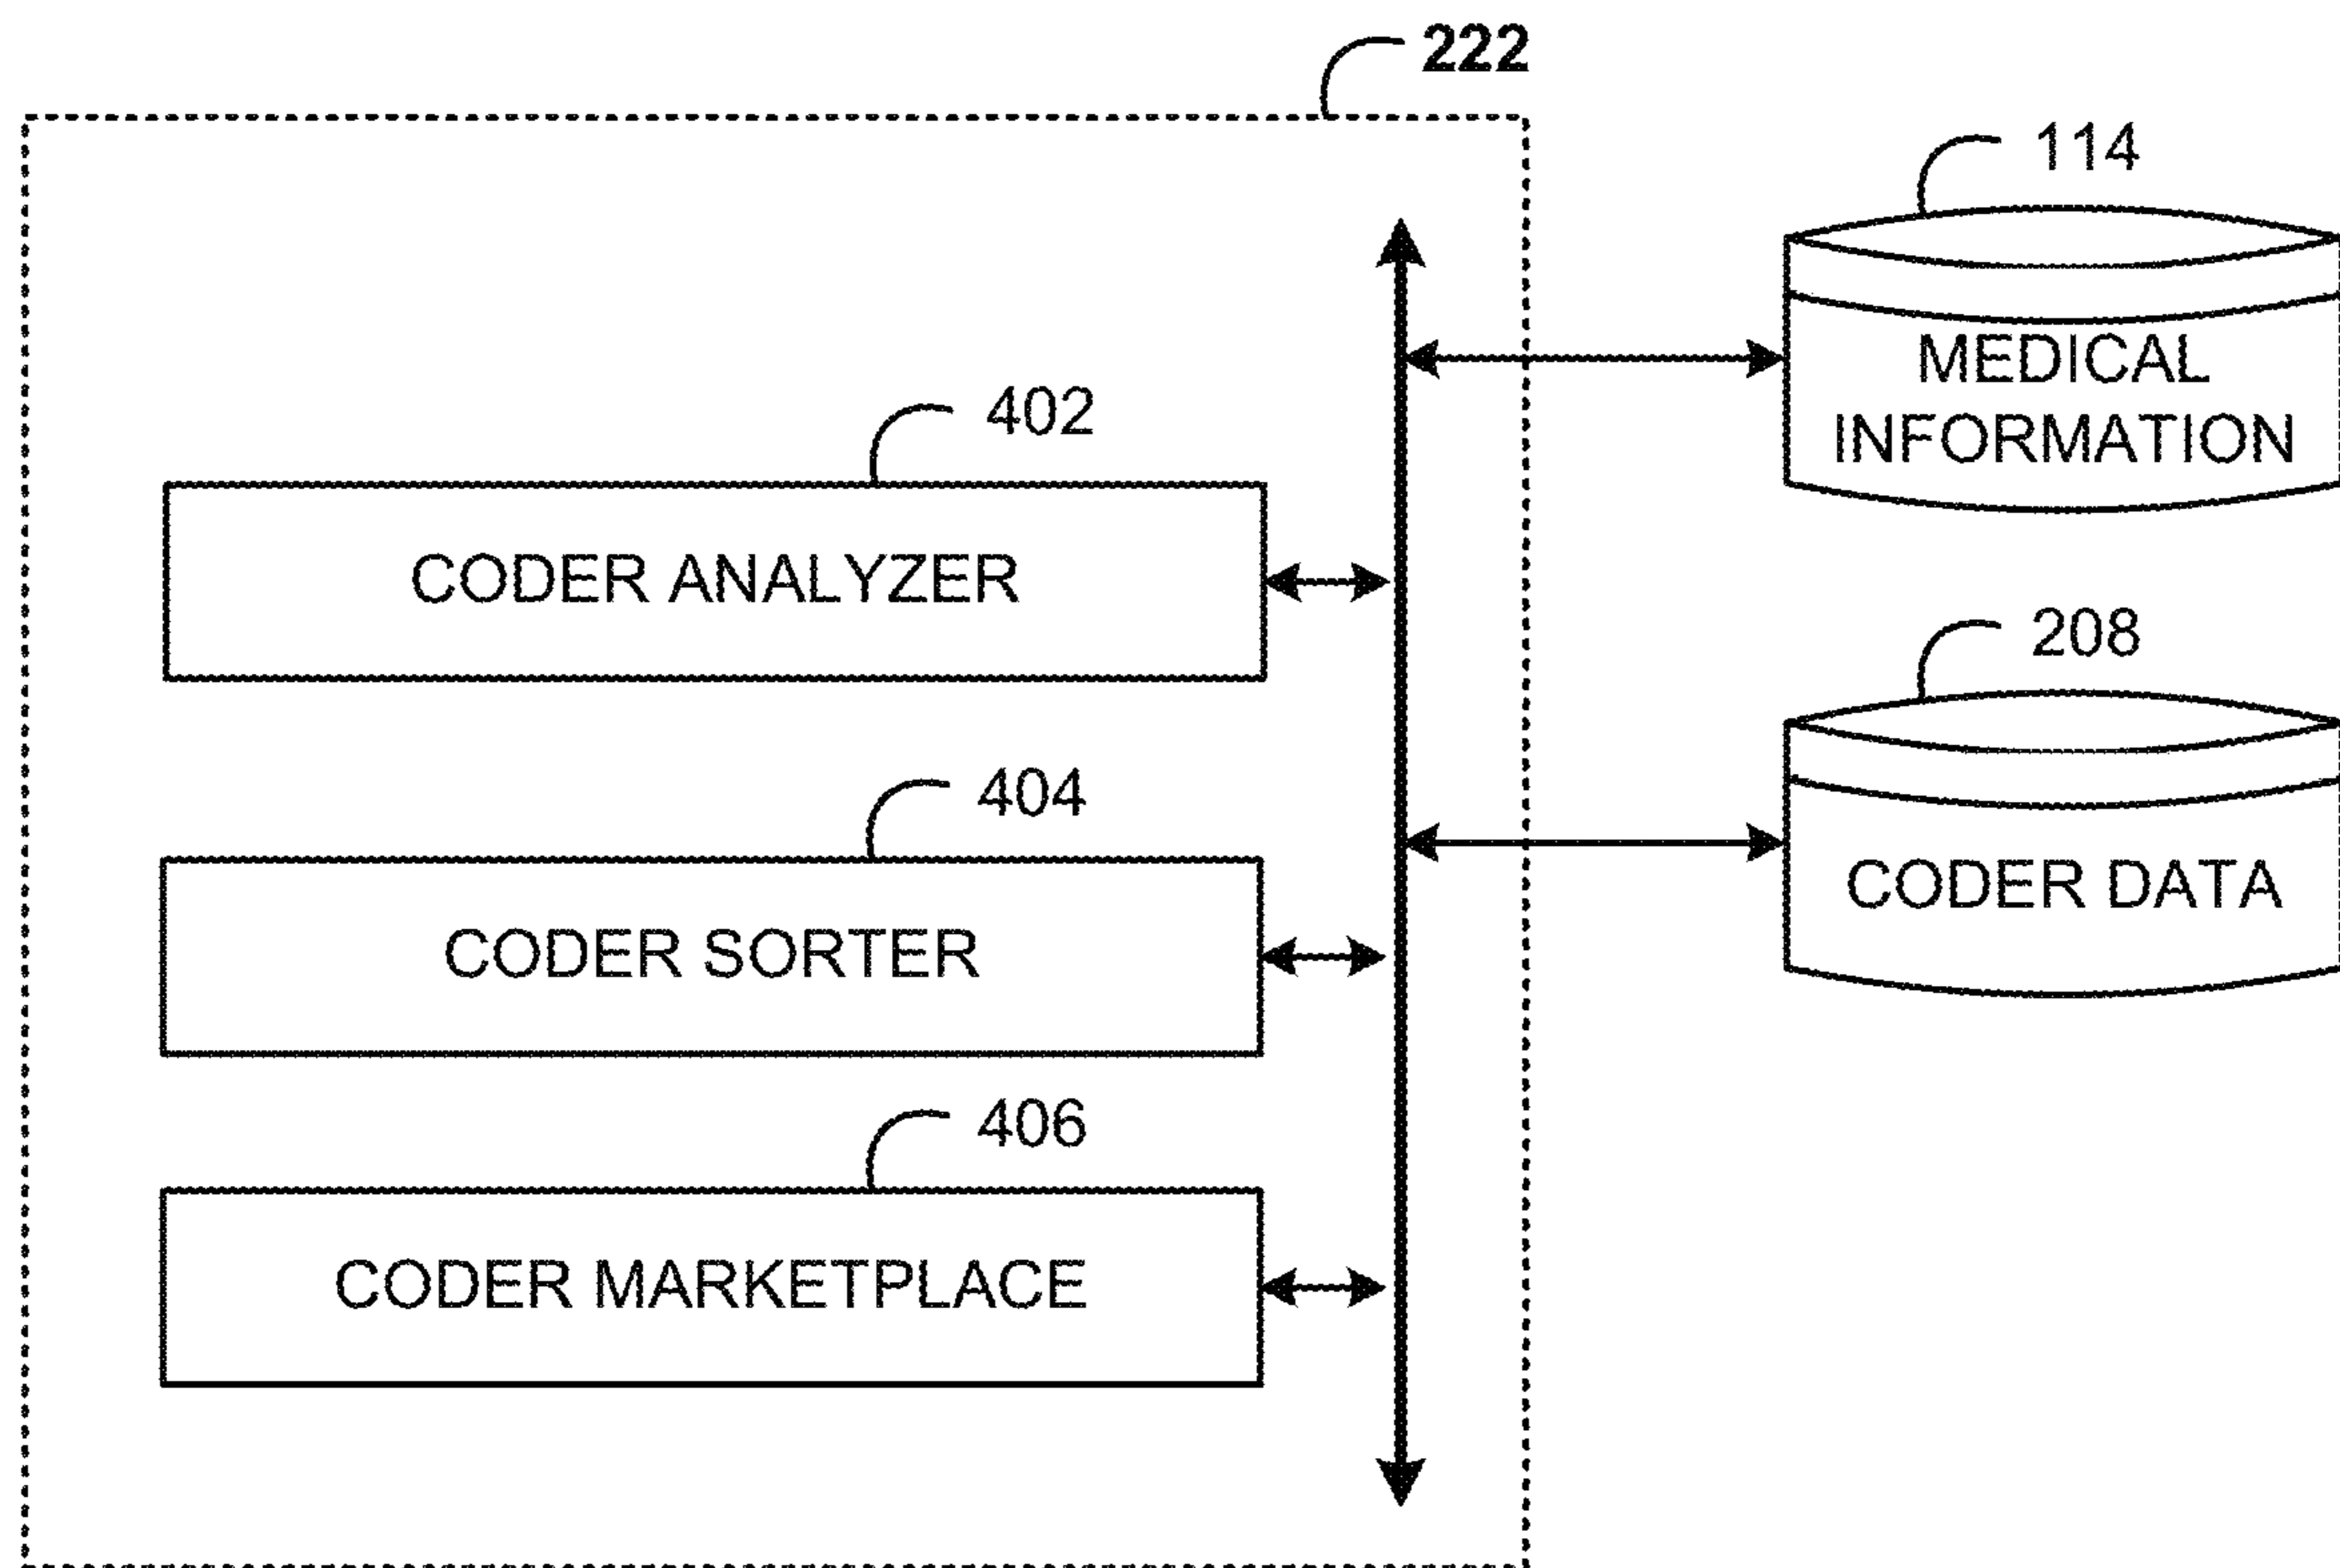 222
114
MEDICAL
INFORMATION
402
CODER ANALYZER
208
CODER DATA
404
CODER SORTER
406
CODER MARKETPLACE